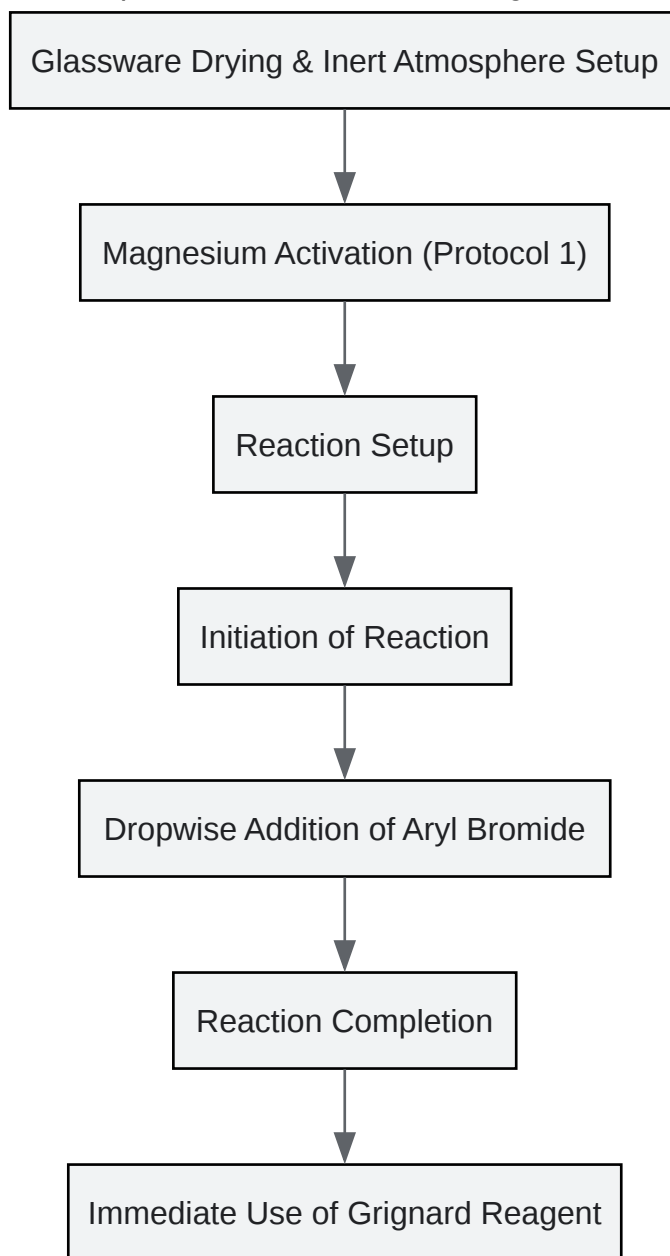 Glassware Drying & Inert Atmosphere Setup
Magnesium Activation (Protocol 1)
Reaction Setup
Initiation of Reaction
Dropwise Addition of Aryl Bromide
Reaction Completion
Immediate Use of Grignard Reagent